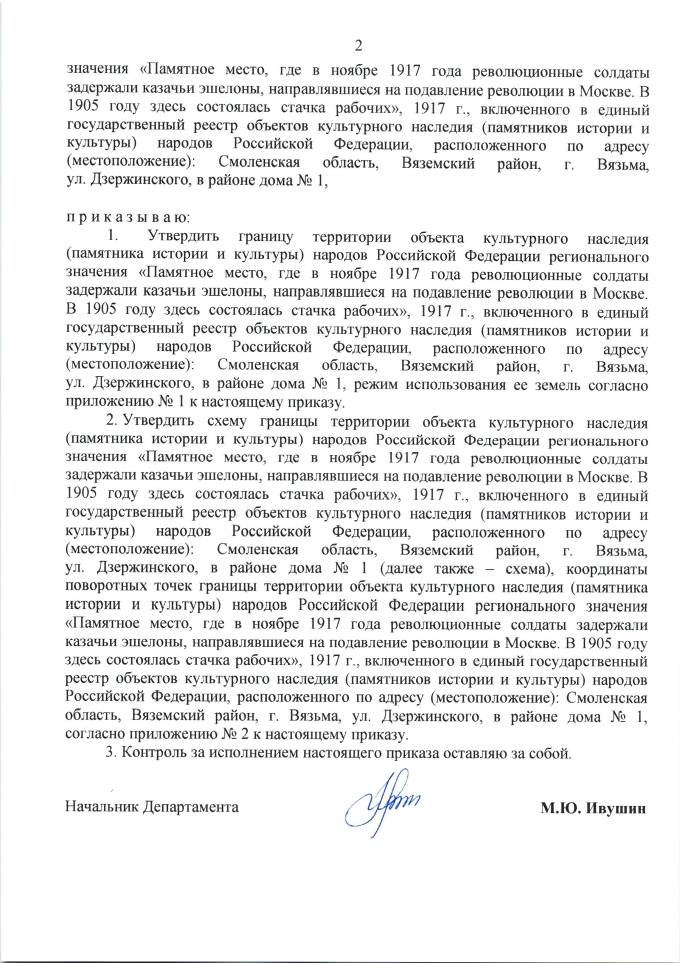 2
значения «Памятное место, где в ноябре 1917 года революционные солдаты
задержали казачьи эшелоны, направлявшиеся на подавление революции в Москве. В
1905 году здесь состоялась стачка рабочих», 1917 г., включенного в единый
государственный реестр объектов культурного наследия (памятников истории и
культуры) народов Российской Федерации, расположенного по адресу
(местоположение): Смоленская область, Вяземский район, г. Вязьма,
ул. Дзержинского, в районе дома № 1,
п р и к а з ы в а ю:
1. Утвердить границу территории объекта культурного наследия
(памятника истории и культуры) народов Российской Федерации регионального
значения «Памятное место, где в ноябре 1917 года революционные солдаты
задержали казачьи эшелоны, направлявшиеся на подавление революции в Москве.
В 1905 году здесь состоялась стачка рабочих», 1917 г., включенного в единый
государственный реестр объектов культурного наследия (памятников истории и
культуры) народов Российской Федерации, расположенного по адресу
(местоположение): Смоленская область, Вяземский район, г. Вязьма,
ул. Дзержинского, в районе дома № 1, режим использования ее земель согласно
приложению № 1 к настоящему приказу.
2. Утвердить схему границы территории объекта культурного наследия
(памятника истории и культуры) народов Российской Федерации регионального
значения «Памятное место, где в ноябре 1917 года революционные солдаты
задержали казачьи эшелоны, направлявшиеся на подавление революции в Москве. В
1905 году здесь состоялась стачка рабочих», 1917 г., включенного в единый
государственный реестр объектов культурного наследия (памятников истории и
культуры) народов Российской Федерации, расположенного по адресу
(местоположение): Смоленская область, Вяземский район, г. Вязьма,
ул. Дзержинского, в районе дома № 1 (далее также – схема), координаты
поворотных точек границы территории объекта культурного наследия (памятника
истории и культуры) народов Российской Федерации регионального значения
«Памятное место, где в ноябре 1917 года революционные солдаты задержали
казачьи эшелоны, направлявшиеся на подавление революции в Москве. В 1905 году
здесь состоялась стачка рабочих», 1917 г., включенного в единый государственный
реестр объектов культурного наследия (памятников истории и культуры) народов
Российской Федерации, расположенного по адресу (местоположение): Смоленская
область, Вяземский район, г. Вязьма, ул. Дзержинского, в районе дома № 1,
согласно приложению № 2 к настоящему приказу.
3. Контроль за исполнением настоящего приказа оставляю за собой.
Начальник Департамента М.Ю. Ивушин